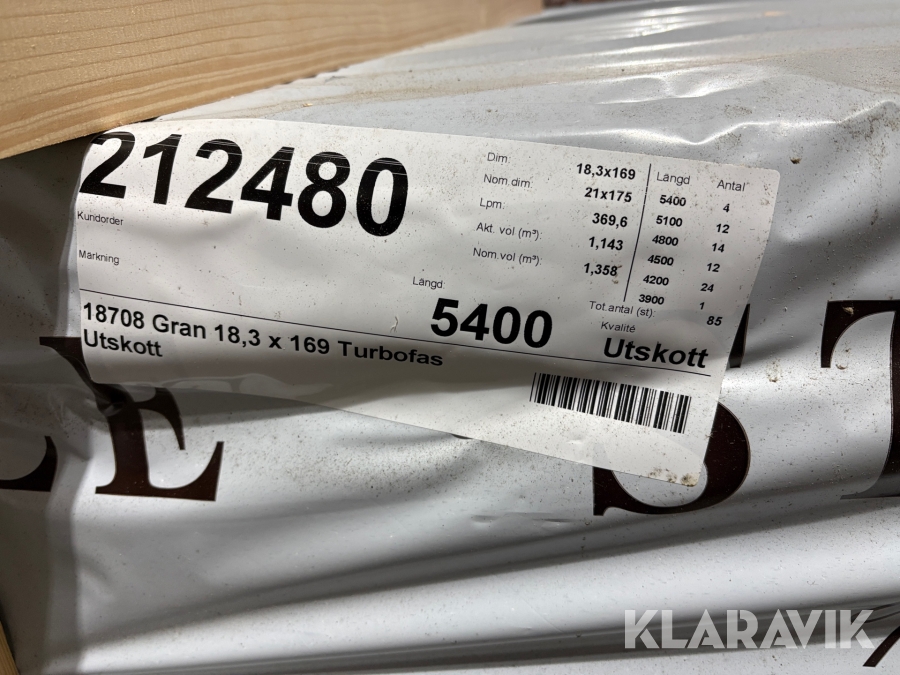 212480
Kundorder
Märkning
Dim: 18,3x169
Nom.dim: 21x175
Lpm: 369,6
Akt. vol (m³): 1,143
Nom.vol (m³): 1,358
Längd Antal
5400 4
5100 12
4800 14
4500 12
4200 24
3900 1
Tot.antal (st): 85
Längd 5400
Kvalité
Utskott
18708 Gran 18,3 x 169 Turbofas
Utskott
E ST
KLARAVIK